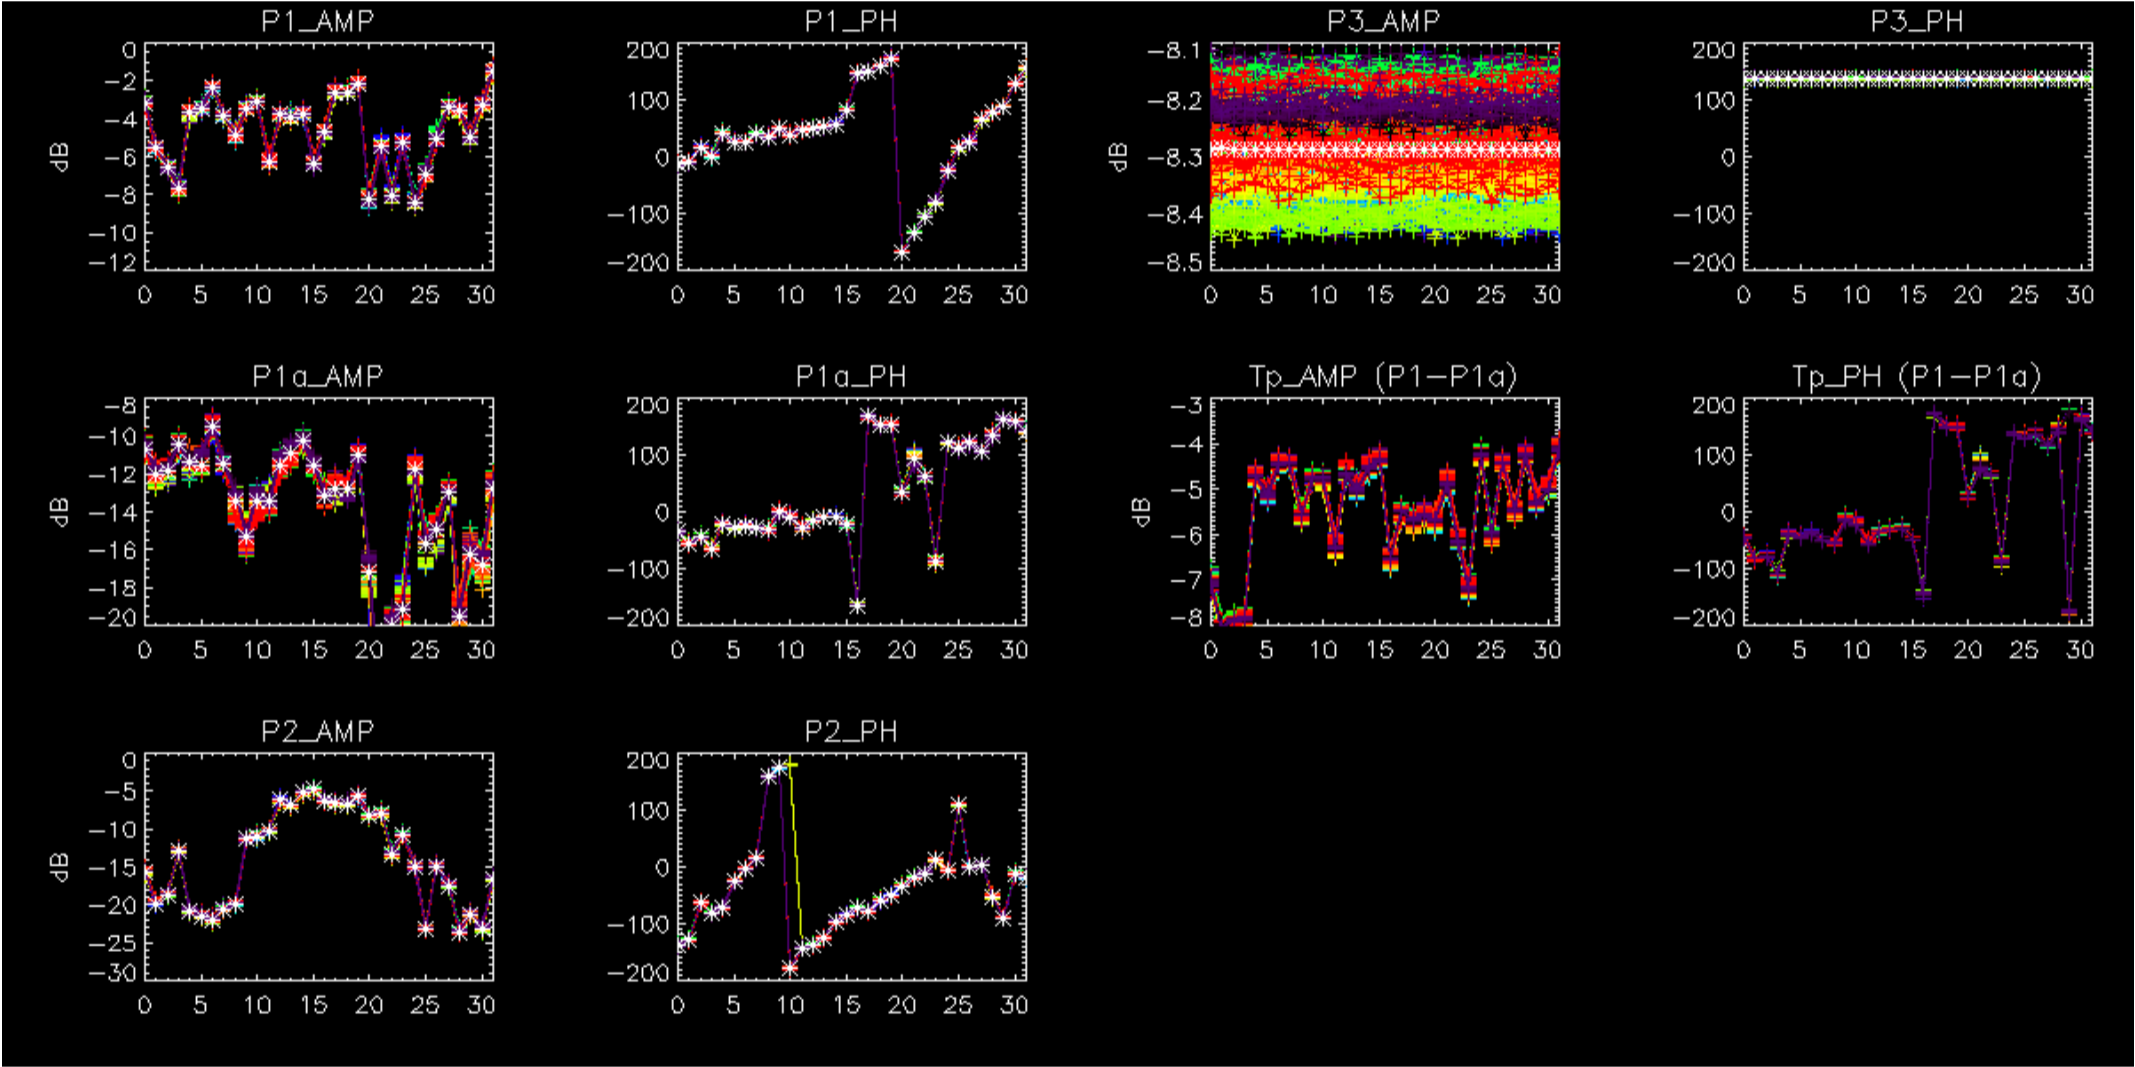 P1_AMP
P1_PH
P3_AMP
P3_PH
0
−2
−4
−6
−8
−10
−12
dB
0 5 10 15 20 25 30
200
100
0
−100
−200
0 5 10 15 20 25 30
−8.1
−8.2
−8.3
−8.4
−8.5
dB
0 5 10 15 20 25 30
200
100
0
−100
−200
0 5 10 15 20 25 30
P1a_AMP
P1a_PH
Tp_AMP (P1−P1a)
Tp_PH (P1−P1a)
−8
−10
−12
−14
−16
−18
−20
dB
0 5 10 15 20 25 30
200
100
0
−100
−200
0 5 10 15 20 25 30
−3
−4
−5
−6
−7
−8
dB
0 5 10 15 20 25 30
200
100
0
−100
−200
0 5 10 15 20 25 30
P2_AMP
P2_PH
0
−5
−10
−15
−20
−25
−30
dB
0 5 10 15 20 25 30
200
100
0
−100
−200
0 5 10 15 20 25 30